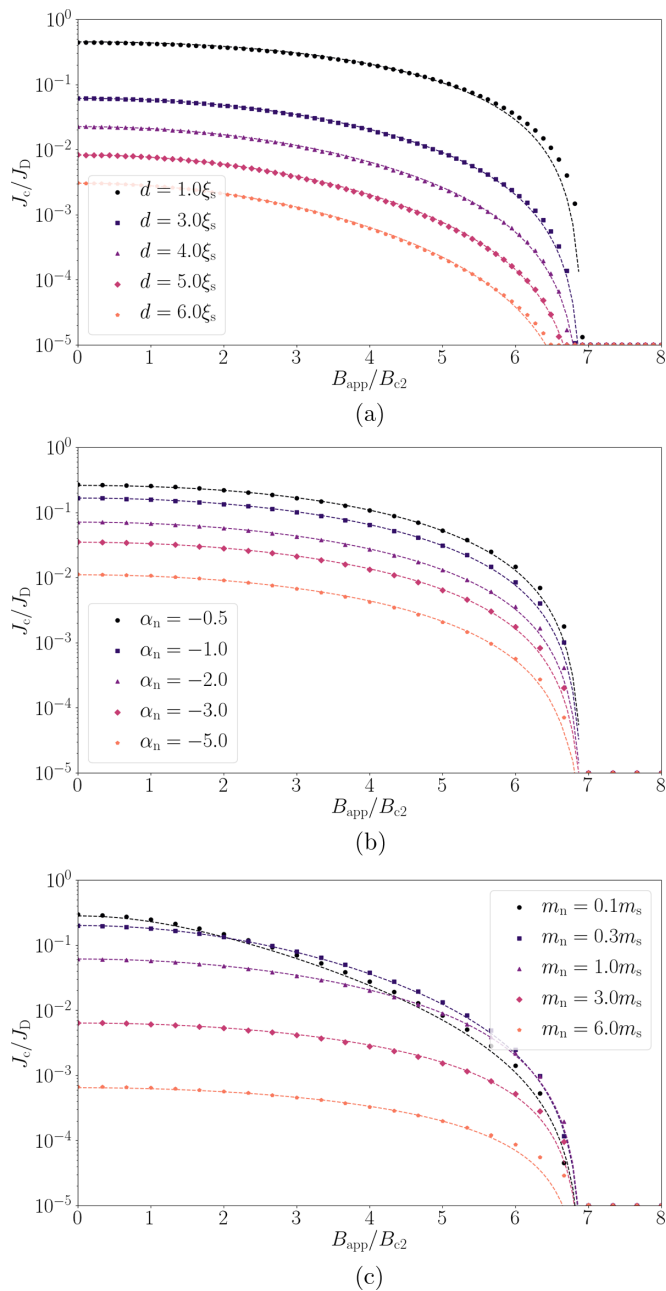 10^0
10^{-1}
10^{-2}
10^{-3}
10^{-4}
10^{-5}
J_c/J_D
d = 1.0ξ_s
d = 3.0ξ_s
d = 4.0ξ_s
d = 5.0ξ_s
d = 6.0ξ_s
0 1 2 3 4 5 6 7 8
B_app/B_c2
(a)
10^0
10^{-1}
10^{-2}
10^{-3}
10^{-4}
10^{-5}
J_c/J_D
α_n = −0.5
α_n = −1.0
α_n = −2.0
α_n = −3.0
α_n = −5.0
0 1 2 3 4 5 6 7 8
B_app/B_c2
(b)
10^0
10^{-1}
10^{-2}
10^{-3}
10^{-4}
10^{-5}
J_c/J_D
m_n = 0.1m_s
m_n = 0.3m_s
m_n = 1.0m_s
m_n = 3.0m_s
m_n = 6.0m_s
0 1 2 3 4 5 6 7 8
B_app/B_c2
(c)